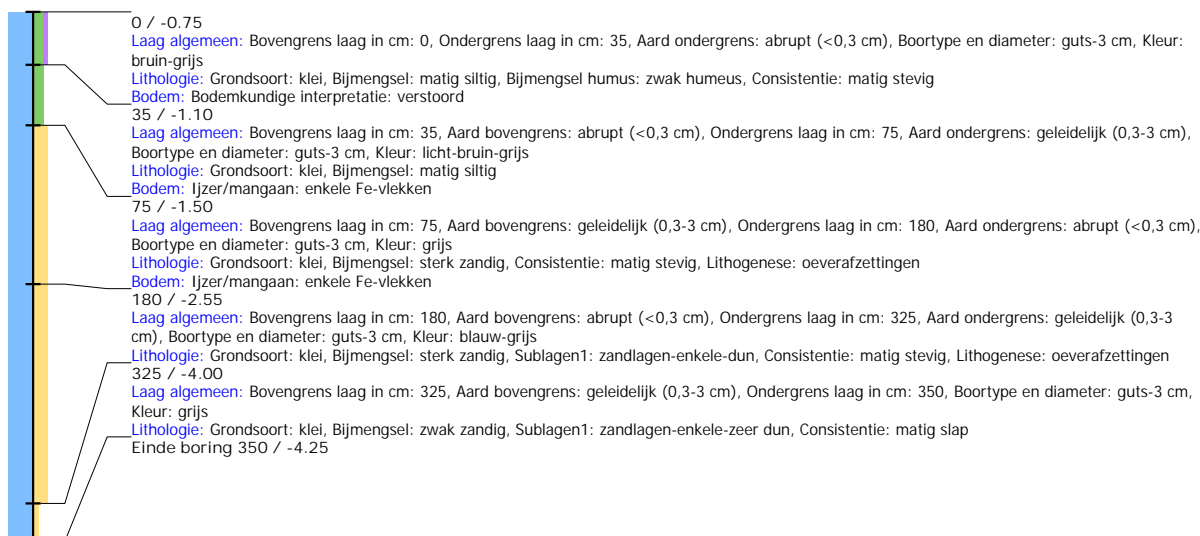 0 / -0.75
Laag algemeen: Bovengrens laag in cm: 0, Ondergrens laag in cm: 35, Aard ondergrens: abrupt (<0,3 cm), Boortype en diameter: guts-3 cm, Kleur:
bruin-grijs
Lithologie: Grondsoort: klei, Bijmengsel: matig siltig, Bijmengsel humus: zwak humeus, Consistentie: matig stevig
Bodem: Bodemkundige interpretatie: verstoord
35 / -1.10
Laag algemeen: Bovengrens laag in cm: 35, Aard bovengrens: abrupt (<0,3 cm), Ondergrens laag in cm: 75, Aard ondergrens: geleidelijk (0,3-3 cm),
Boortype en diameter: guts-3 cm, Kleur: licht-bruin-grijs
Lithologie: Grondsoort: klei, Bijmengsel: matig siltig
Bodem: Ijzer/mangaan: enkele Fe-vlekken
75 / -1.50
Laag algemeen: Bovengrens laag in cm: 75, Aard bovengrens: geleidelijk (0,3-3 cm), Ondergrens laag in cm: 180, Aard ondergrens: abrupt (<0,3 cm),
Boortype en diameter: guts-3 cm, Kleur: grijs
Lithologie: Grondsoort: klei, Bijmengsel: sterk zandig, Consistentie: matig stevig, Lithogenese: oeverafzettingen
Bodem: Ijzer/mangaan: enkele Fe-vlekken
180 / -2.55
Laag algemeen: Bovengrens laag in cm: 180, Aard bovengrens: abrupt (<0,3 cm), Ondergrens laag in cm: 325, Aard ondergrens: geleidelijk (0,3-3
cm), Boortype en diameter: guts-3 cm, Kleur: blauw-grijs
Lithologie: Grondsoort: klei, Bijmengsel: sterk zandig, Sublagen1: zandlagen-enkele-dun, Consistentie: matig stevig, Lithogenese: oeverafzettingen
325 / -4.00
Laag algemeen: Bovengrens laag in cm: 325, Aard bovengrens: geleidelijk (0,3-3 cm), Ondergrens laag in cm: 350, Boortype en diameter: guts-3 cm,
Kleur: grijs
Lithologie: Grondsoort: klei, Bijmengsel: zwak zandig, Sublagen1: zandlagen-enkele-zeer dun, Consistentie: matig slap
Einde boring 350 / -4.25